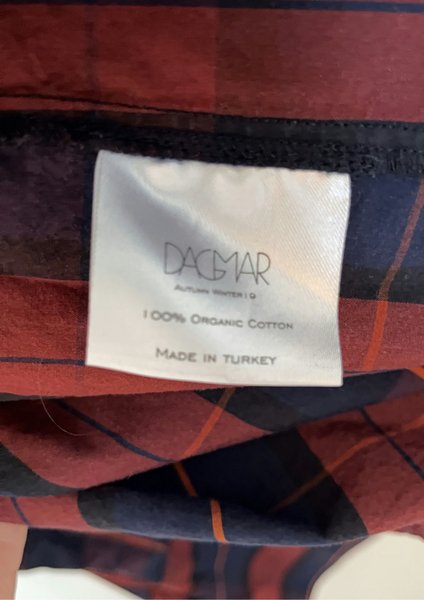 DAGMAR
Autumn Winter 19
100% Organic Cotton
Made in Turkey